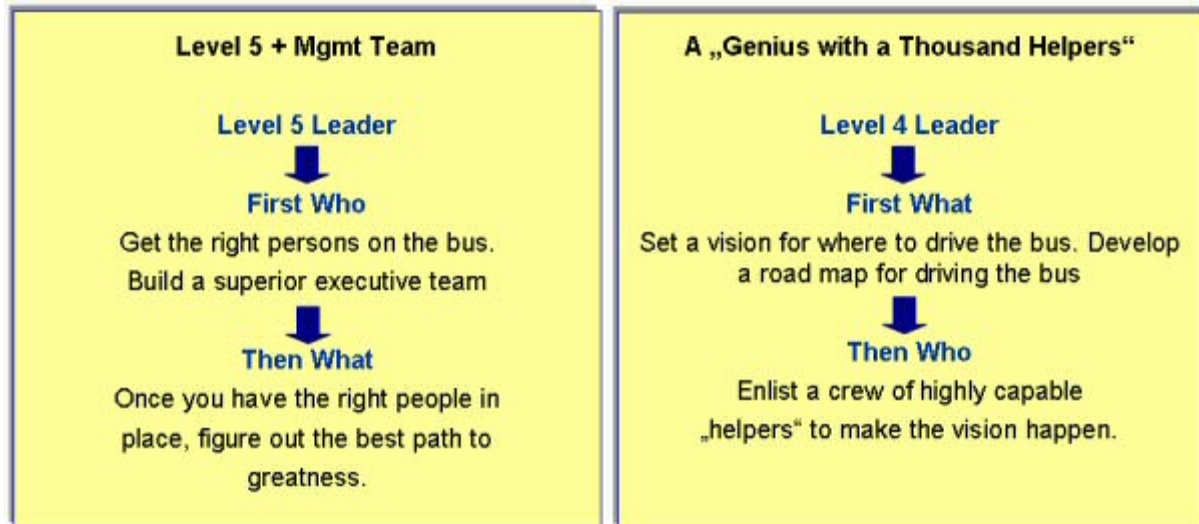 Level 5 + Mgmt Team
Level 5 Leader
First Who
Get the right persons on the bus.
Build a superior executive team
Then What
Once you have the right people in
place, figure out the best path to
greatness.
A „Genius with a Thousand Helpers“
Level 4 Leader
First What
Set a vision for where to drive the bus. Develop
a road map for driving the bus
Then Who
Enlist a crew of highly capable
„helpers“ to make the vision happen.